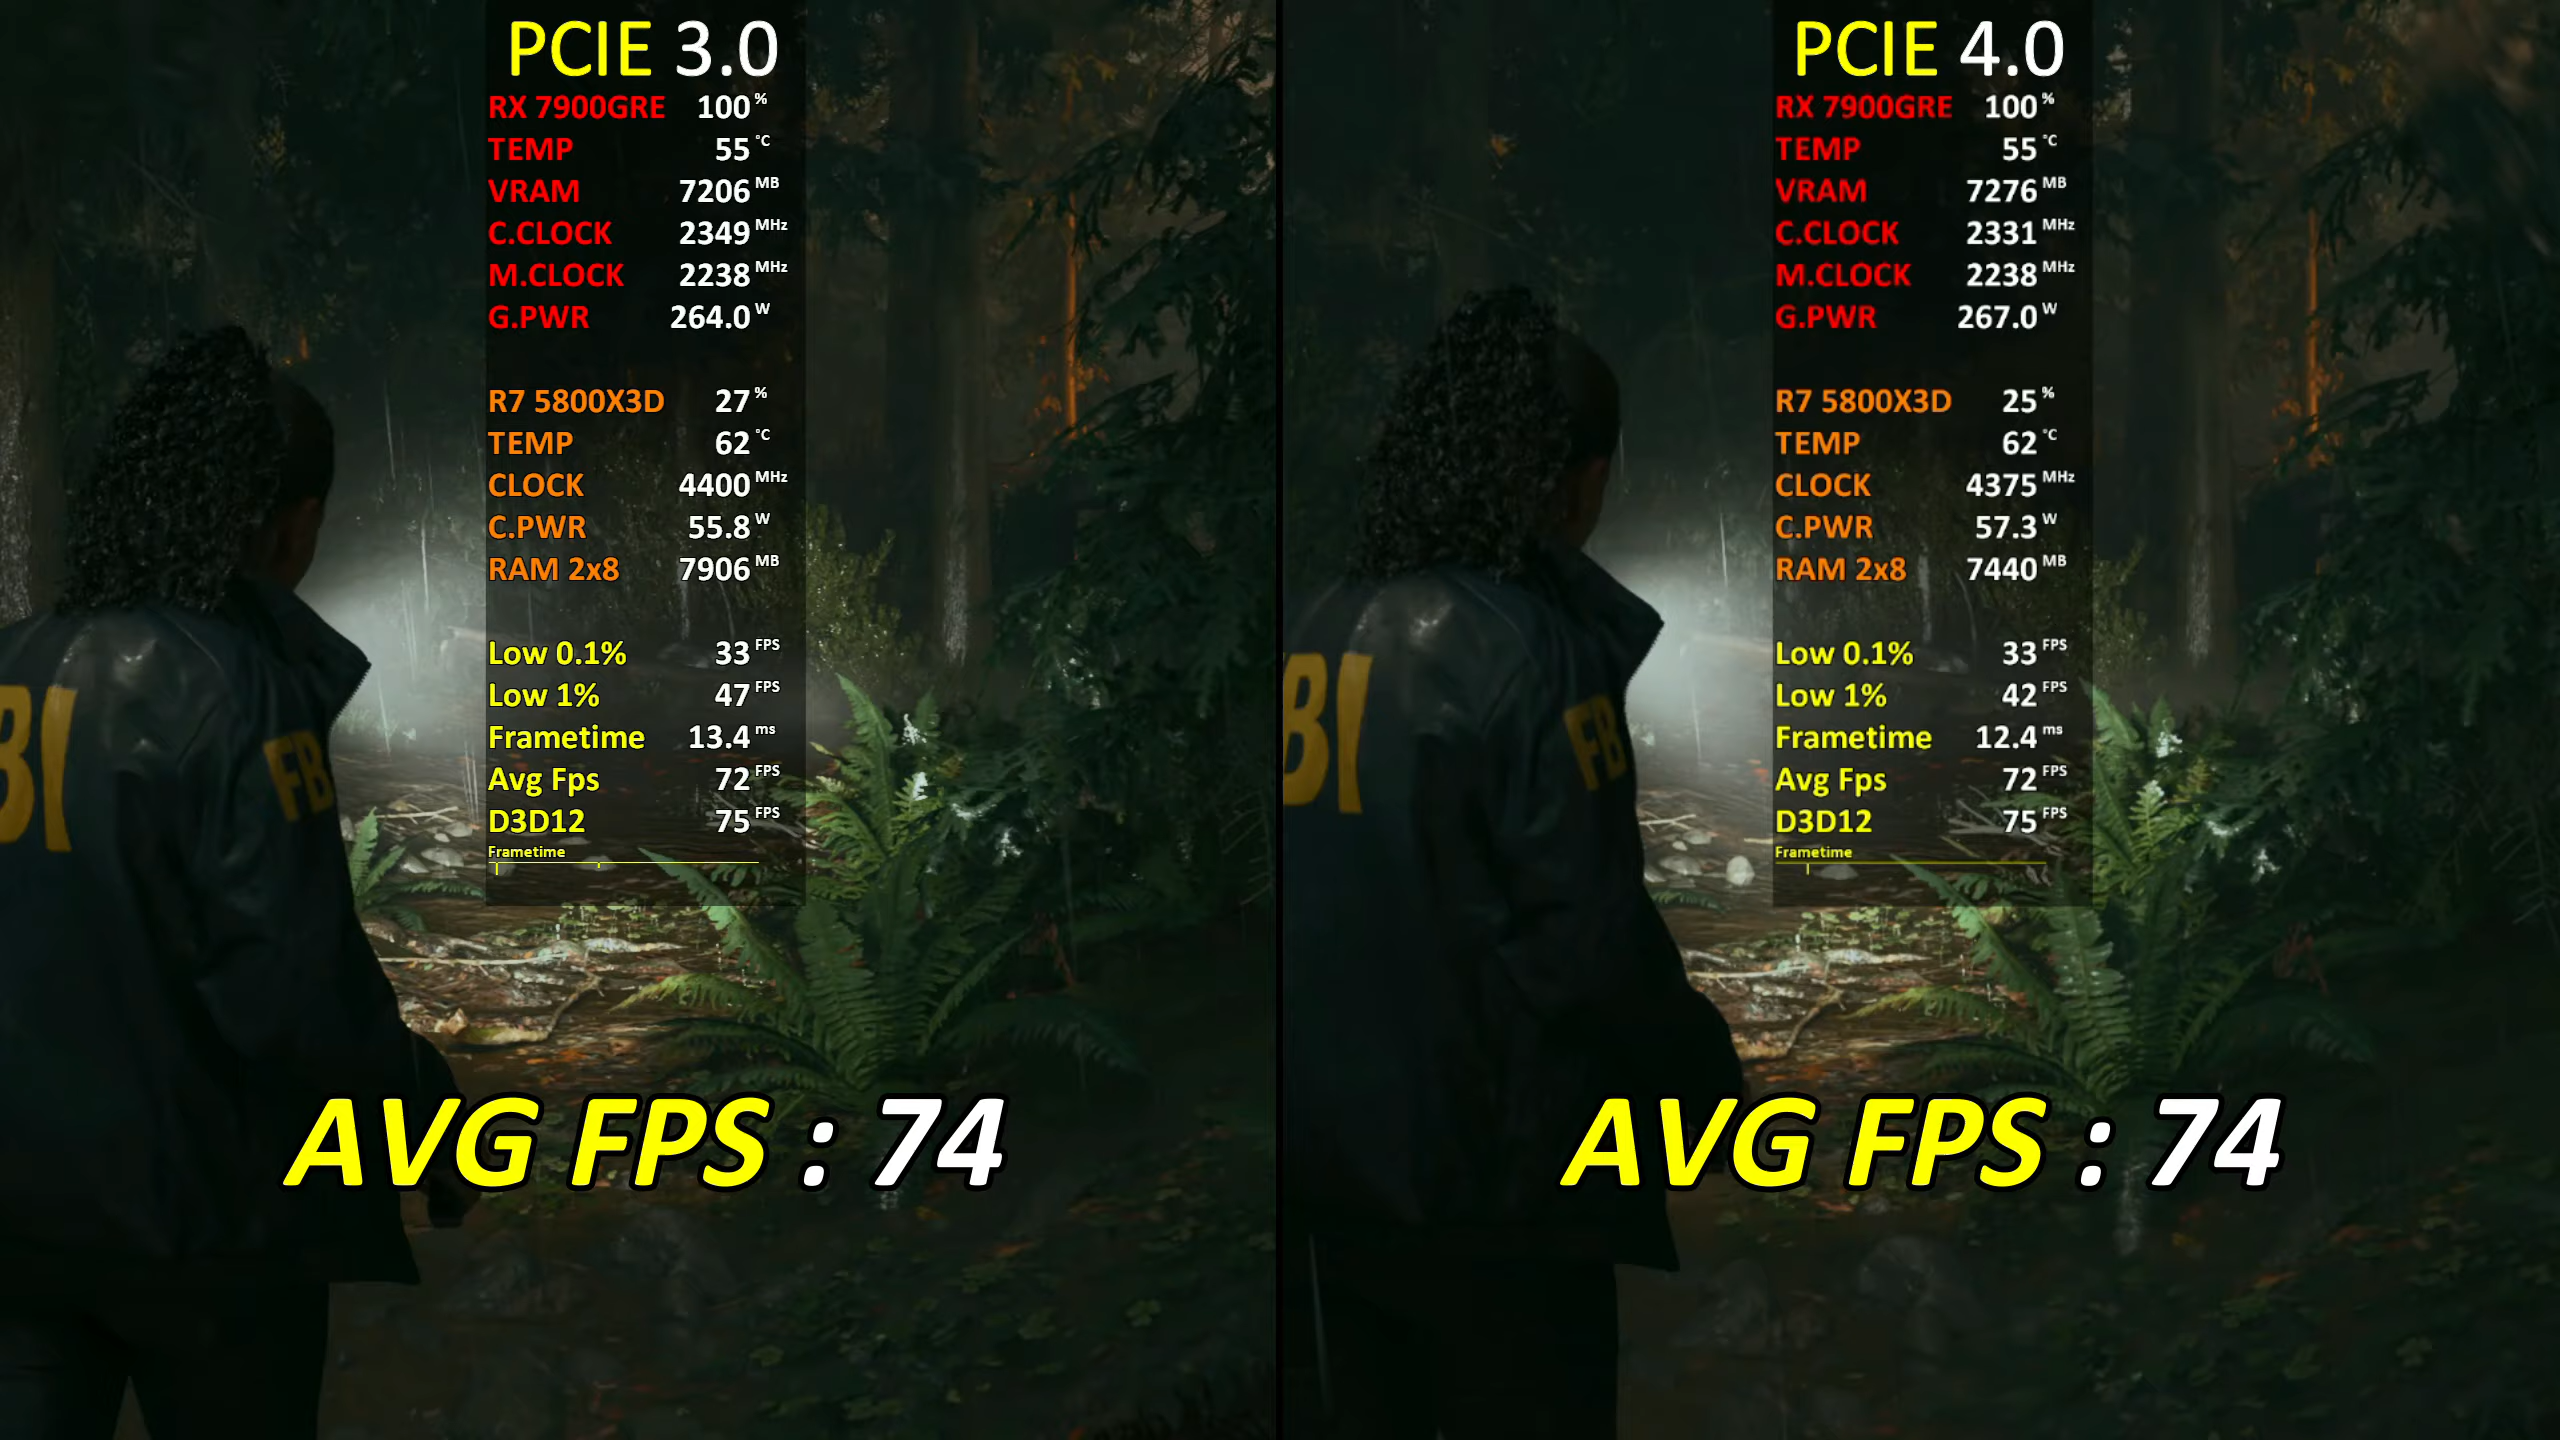 PCIE 3.0
RX 7900GRE 100 %
TEMP 55 °C
VRAM 7206 MB
C.CLOCK 2349 MHz
M.CLOCK 2238 MHz
G.PWR 264.0 W
R7 5800X3D 27 %
TEMP 62 °C
CLOCK 4400 MHz
C.PWR 55.8 W
RAM 2x8 7906 MB
Low 0.1% 33 FPS
Low 1% 47 FPS
Frametime 13.4 ms
Avg Fps 72 FPS
D3D12 75 FPS
Frametime
BI
FB
AVG FPS : 74
PCIE 4.0
RX 7900GRE 100 %
TEMP 55 °C
VRAM 7276 MB
C.CLOCK 2331 MHz
M.CLOCK 2238 MHz
G.PWR 267.0 W
R7 5800X3D 25 %
TEMP 62 °C
CLOCK 4375 MHz
C.PWR 57.3 W
RAM 2x8 7440 MB
Low 0.1% 33 FPS
Low 1% 42 FPS
Frametime 12.4 ms
Avg Fps 72 FPS
D3D12 75 FPS
Frametime
BI
FB
AVG FPS : 74